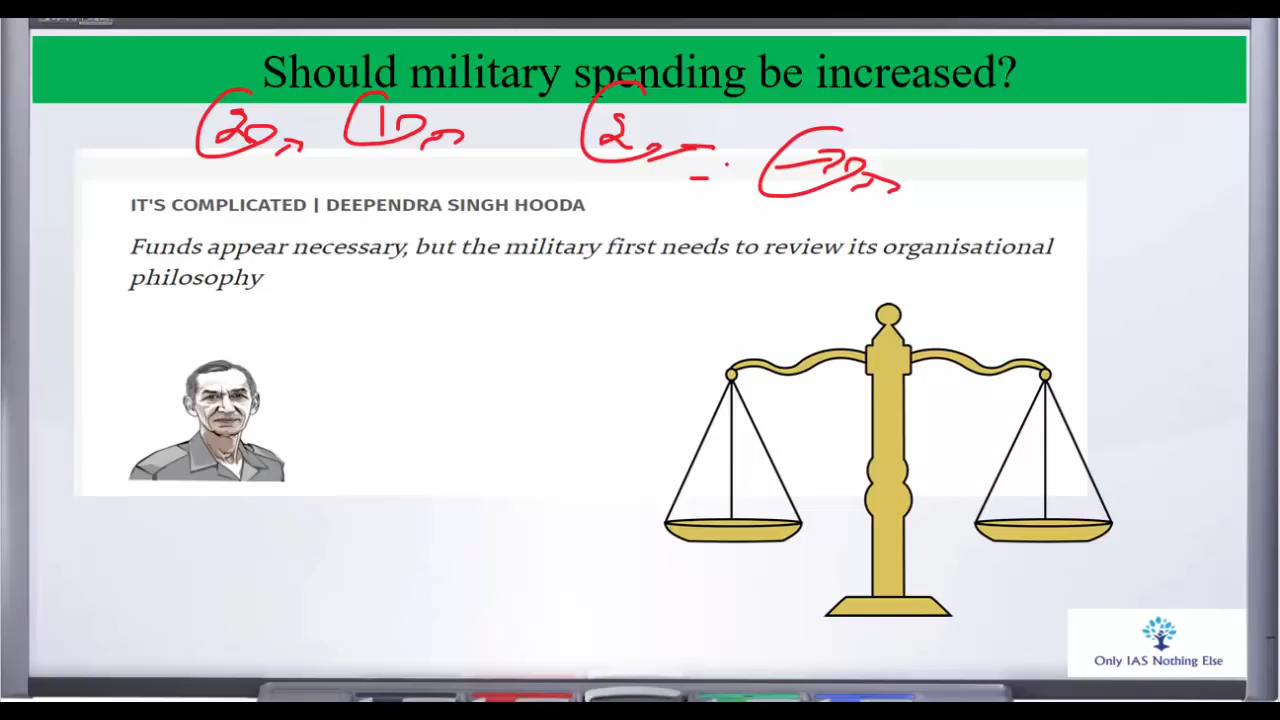 Should military spending be increased?
IT'S COMPLICATED | DEEPENDRA SINGH HOODA
Funds appear necessary, but the military first needs to review its organisational
philosophy
Only IAS Nothing Else